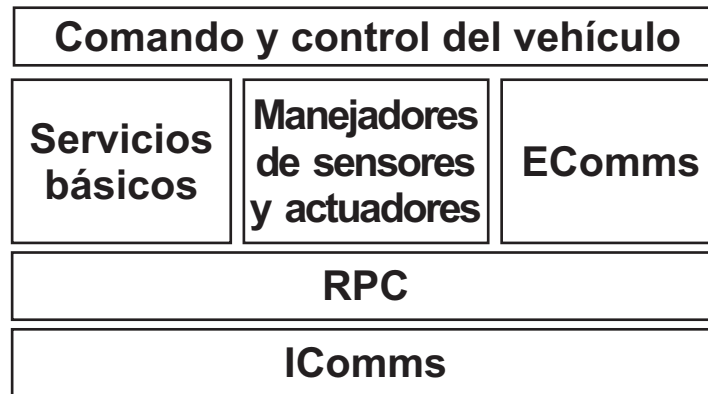 Comando y control del vehículo
Servicios
básicos
Manejadores
de sensores
y actuadores
EComms
RPC
IComms